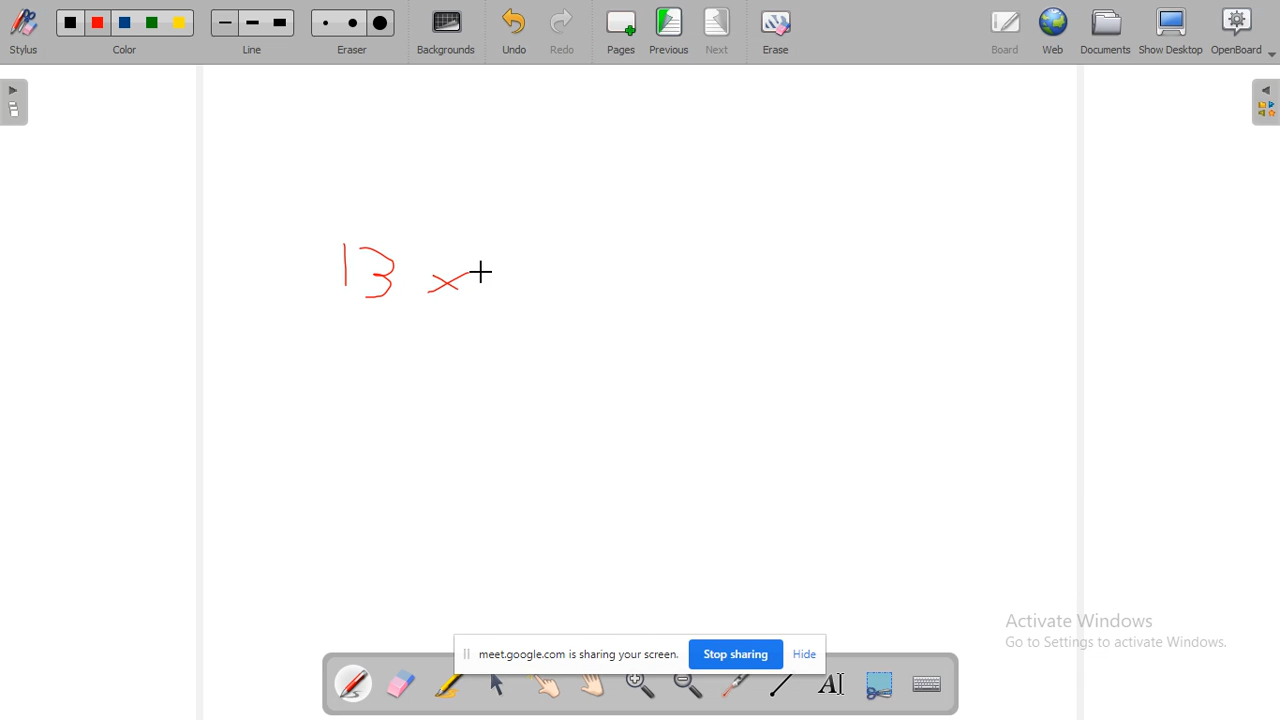 Stylus Color Line Eraser Backgrounds Undo Redo Pages Previous Next Erase Board Web Documents Show Desktop OpenBoard
13 ×
Activate Windows
Go to Settings to activate Windows.
meet.google.com is sharing your screen. Stop sharing Hide